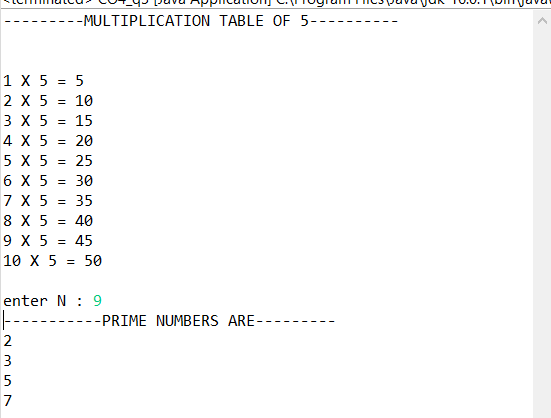 <terminated> CO4_q5 [Java Application] C:\Program Files\Java\jdk-16.0.1\bin\java
---------MULTIPLICATION TABLE OF 5----------
1 X 5 = 5
2 X 5 = 10
3 X 5 = 15
4 X 5 = 20
5 X 5 = 25
6 X 5 = 30
7 X 5 = 35
8 X 5 = 40
9 X 5 = 45
10 X 5 = 50
enter N : 9
-----------PRIME NUMBERS ARE---------
2
3
5
7